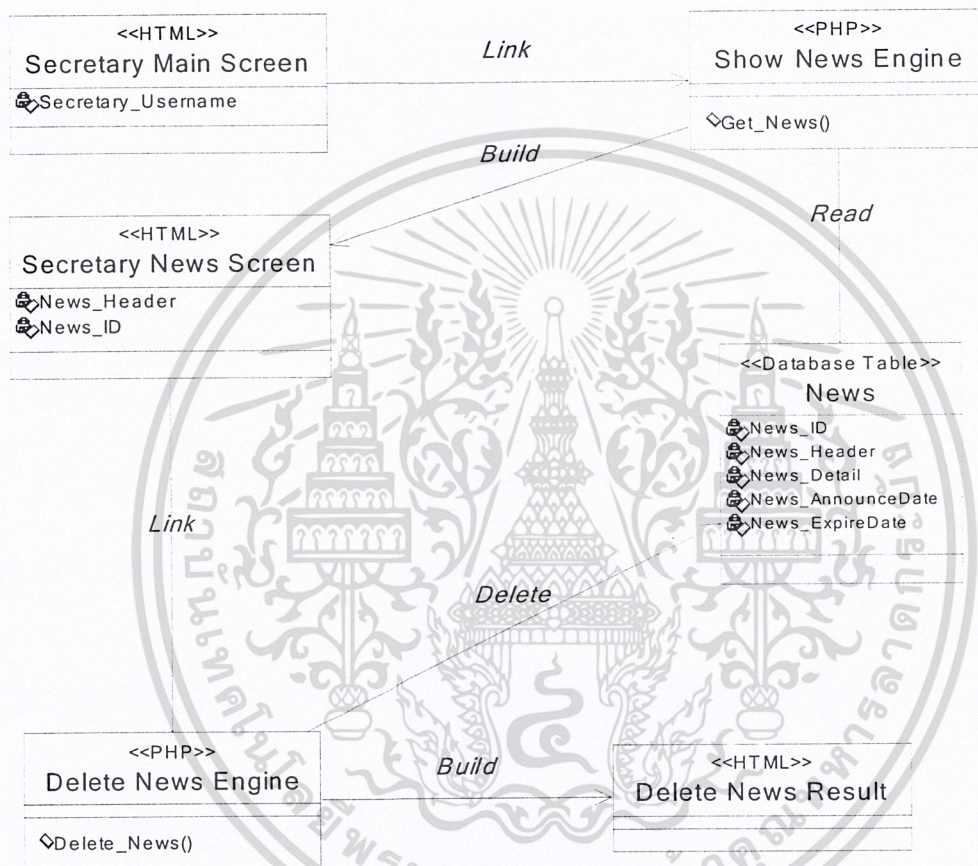 <<HTML>>
Secretary Main Screen
Secretary_Username
Link
<<PHP>>
Show News Engine
Get_News()
Build
Read
<<HTML>>
Secretary News Screen
News_Header
News_ID
<<Database Table>>
News
News_ID
News_Header
News_Detail
News_AnnounceDate
News_ExpireDate
Link
Delete
<<PHP>>
Delete News Engine
Delete_News()
Build
<<HTML>>
Delete News Result